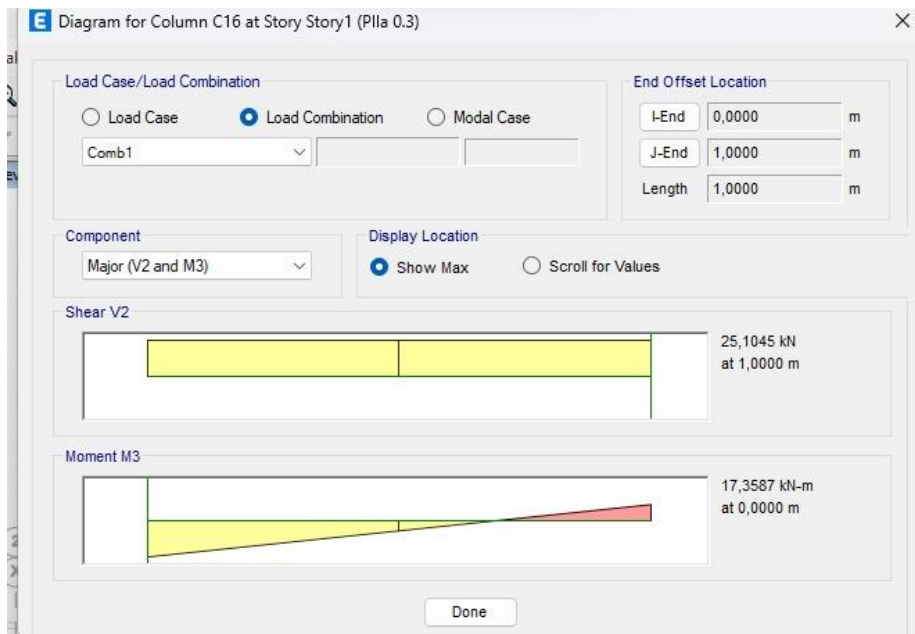 E Diagram for Column C16 at Story Story1 (PIIa 0.3)
Load Case/Load Combination
Load Case Load Combination Modal Case
Comb1
End Offset Location
I-End 0,0000 m
J-End 1,0000 m
Length 1,0000 m
Component
Major (V2 and M3)
Display Location
Show Max Scroll for Values
Shear V2
25,1045 kN
at 1,0000 m
Moment M3
17,3587 kN-m
at 0,0000 m
Done